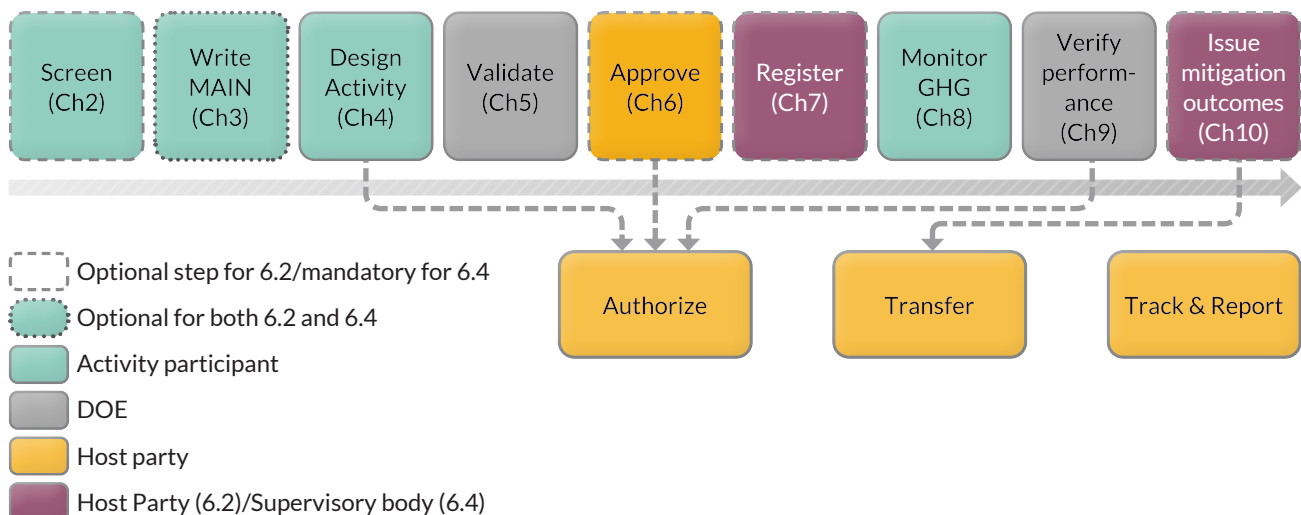 Screen
(Ch2)
Write
MAIN
(Ch3)
Design
Activity
(Ch4)
Validate
(Ch5)
Approve
(Ch6)
Register
(Ch7)
Monitor
GHG
(Ch8)
Verify
perform-
ance
(Ch9)
Issue
mitigation
outcomes
(Ch10)
Authorize
Transfer
Track & Report
Optional step for 6.2/mandatory for 6.4
Optional for both 6.2 and 6.4
Activity participant
DOE
Host party
Host Party (6.2)/Supervisory body (6.4)